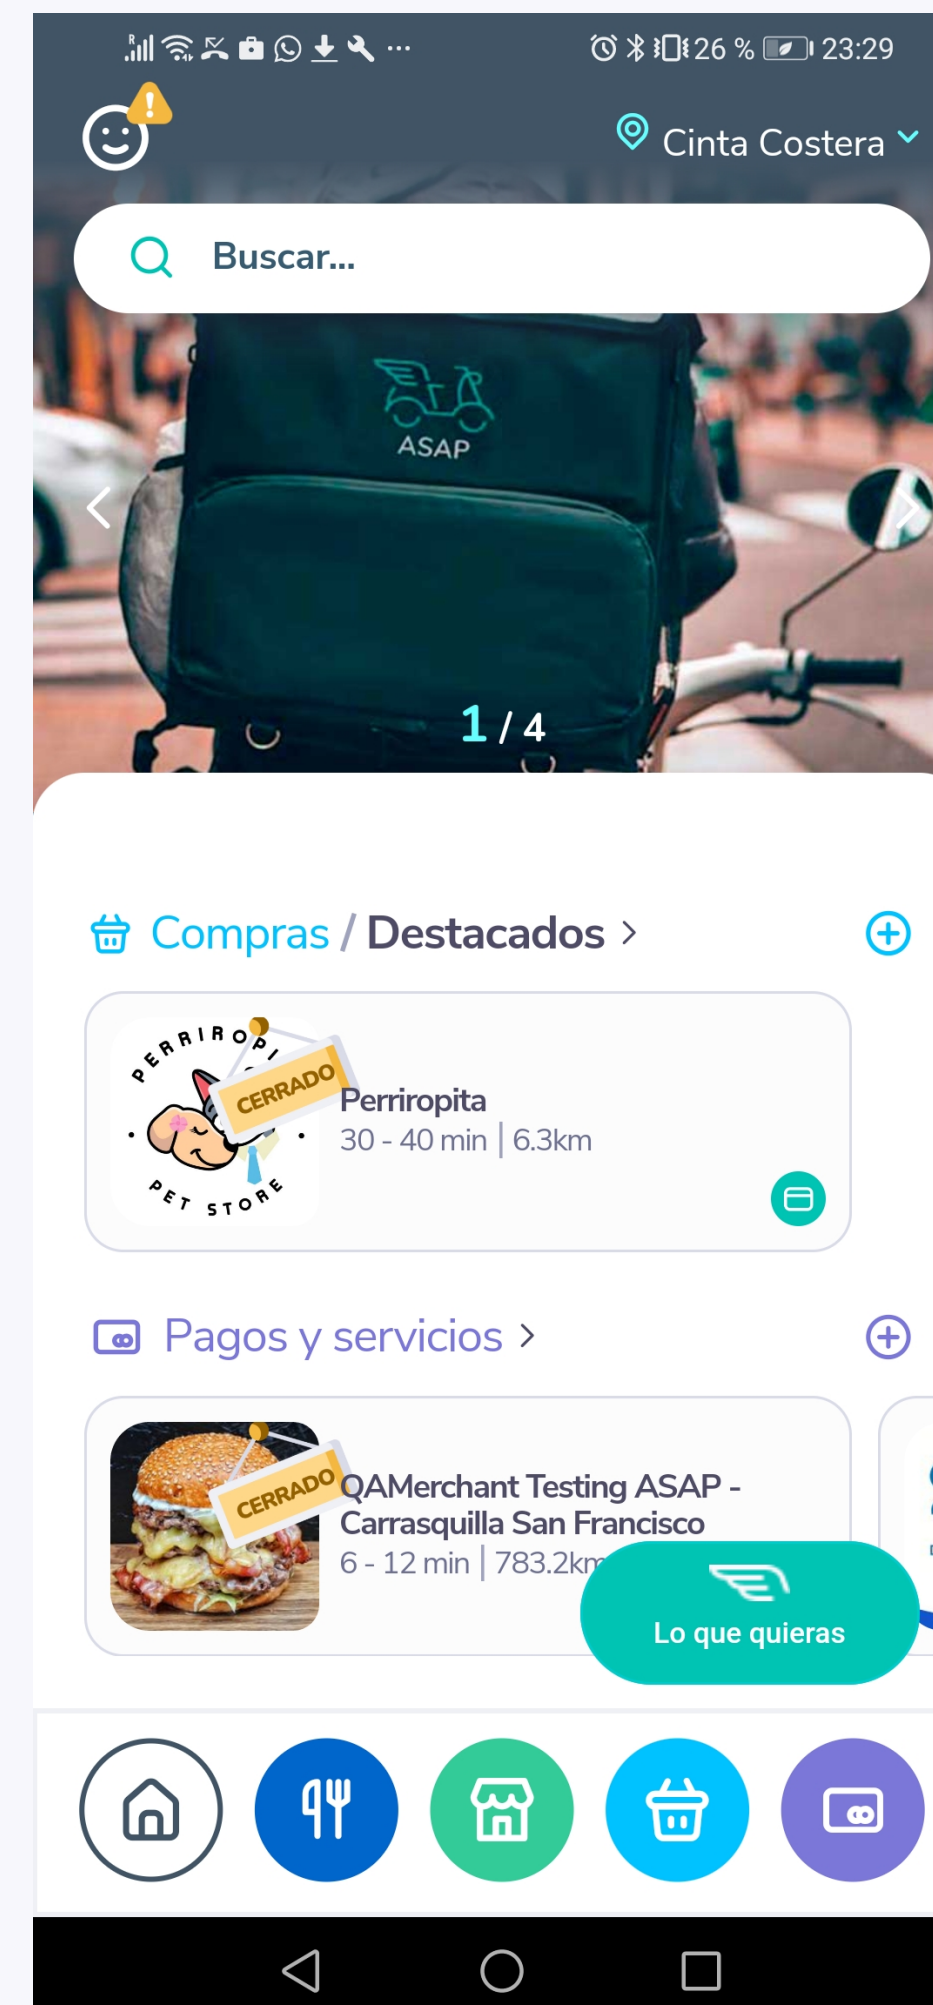 26 % 23:29
Cinta Costera
Buscar...
ASAP
1 / 4
Compras / Destacados >
PERRIROPI
CERRADO
PET STORE
Perriropita
30 - 40 min | 6.3km
Pagos y servicios >
CERRADO
QAMerchant Testing ASAP -
Carrasquilla San Francisco
6 - 12 min | 783.2km
Lo que quieras